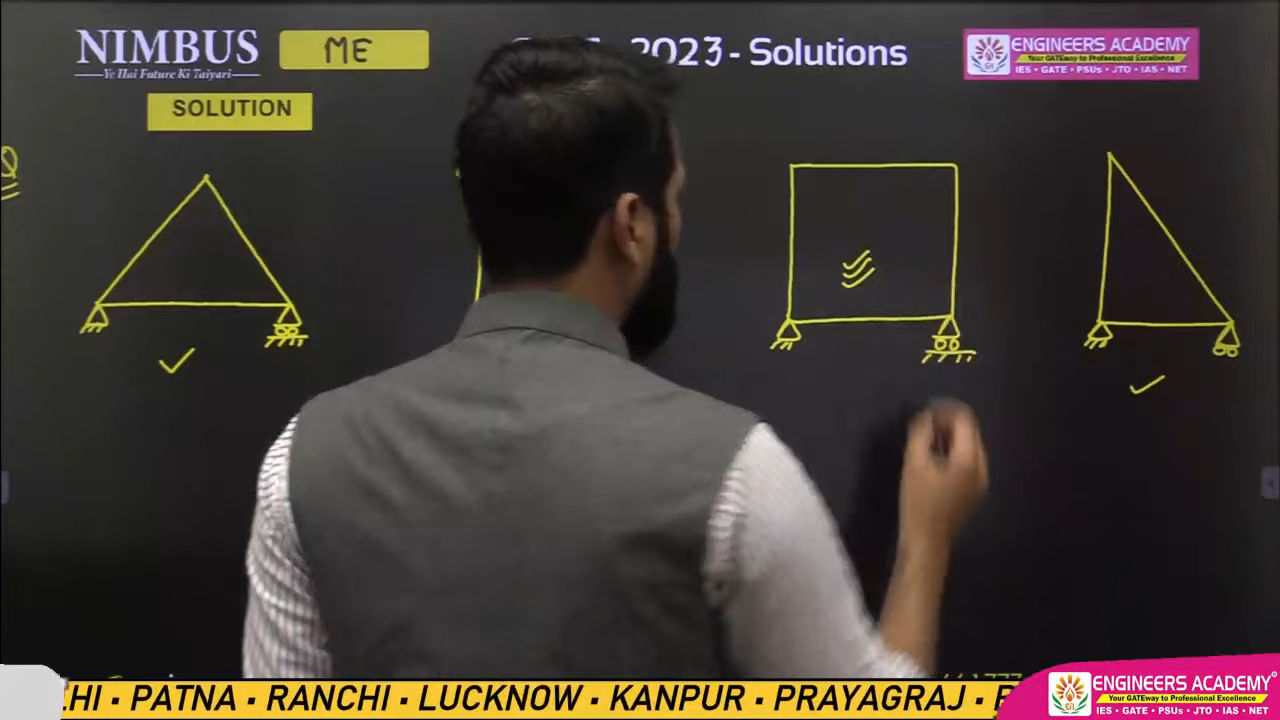 NIMBUS
Ye Hai Future Ki Taiyari
ME
2023 - Solutions
ENGINEERS ACADEMY
Your GATEway to Professional Excellence
IES • GATE • PSUs • JTO • IAS • NET
SOLUTION
HI • PATNA • RANCHI • LUCKNOW • KANPUR • PRAYAGRAJ •
ENGINEERS ACADEMY
Your GATEway to Professional Excellence
IES • GATE • PSUs • JTO • IAS • NET